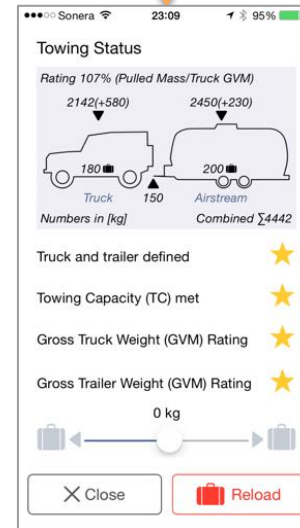 Sonera 23:09 95%
Towing Status
Rating 107% (Pulled Mass/Truck GVM)
2142(+580) 2450(+230)
180 200
Truck 150 Airstream
Numbers in [kg] Combined ∑4442
Truck and trailer defined
Towing Capacity (TC) met
Gross Truck Weight (GVM) Rating
Gross Trailer Weight (GVM) Rating
0 kg
Close Reload